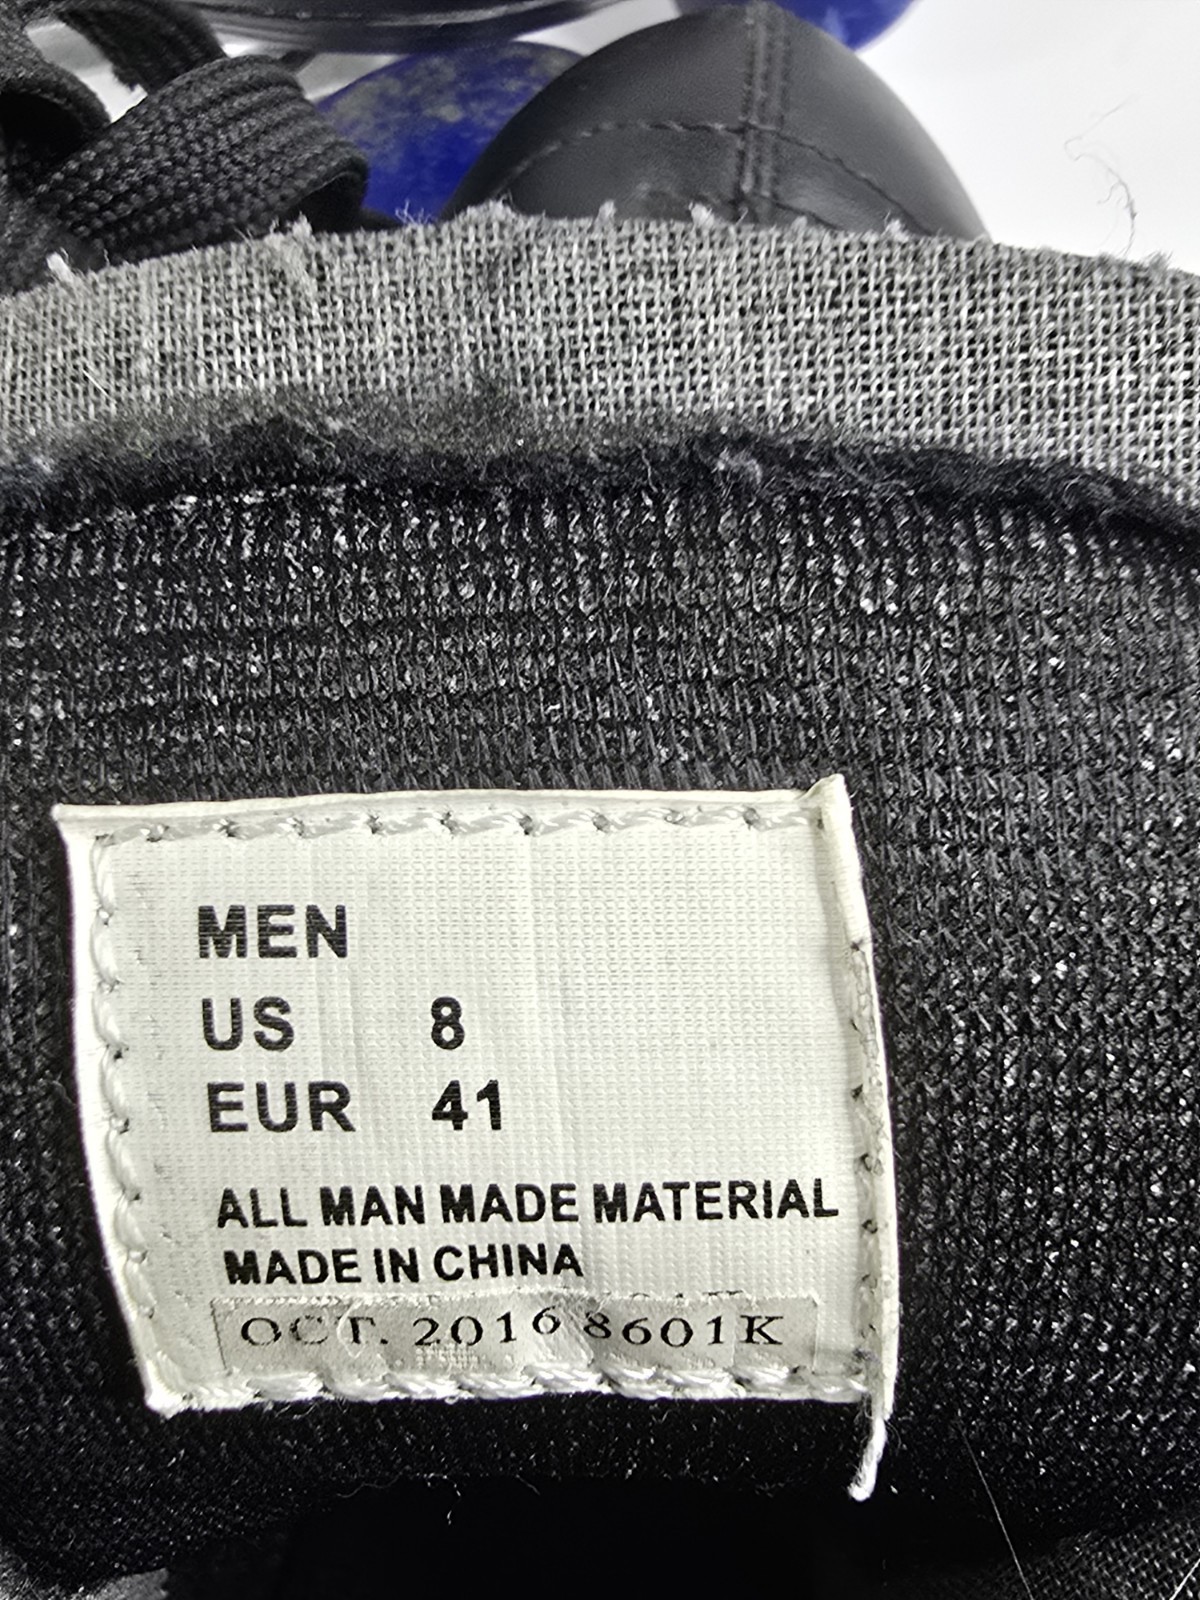 MEN
US 8
EUR 41
ALL MAN MADE MATERIAL
MADE IN CHINA
OCT. 2016 8601K